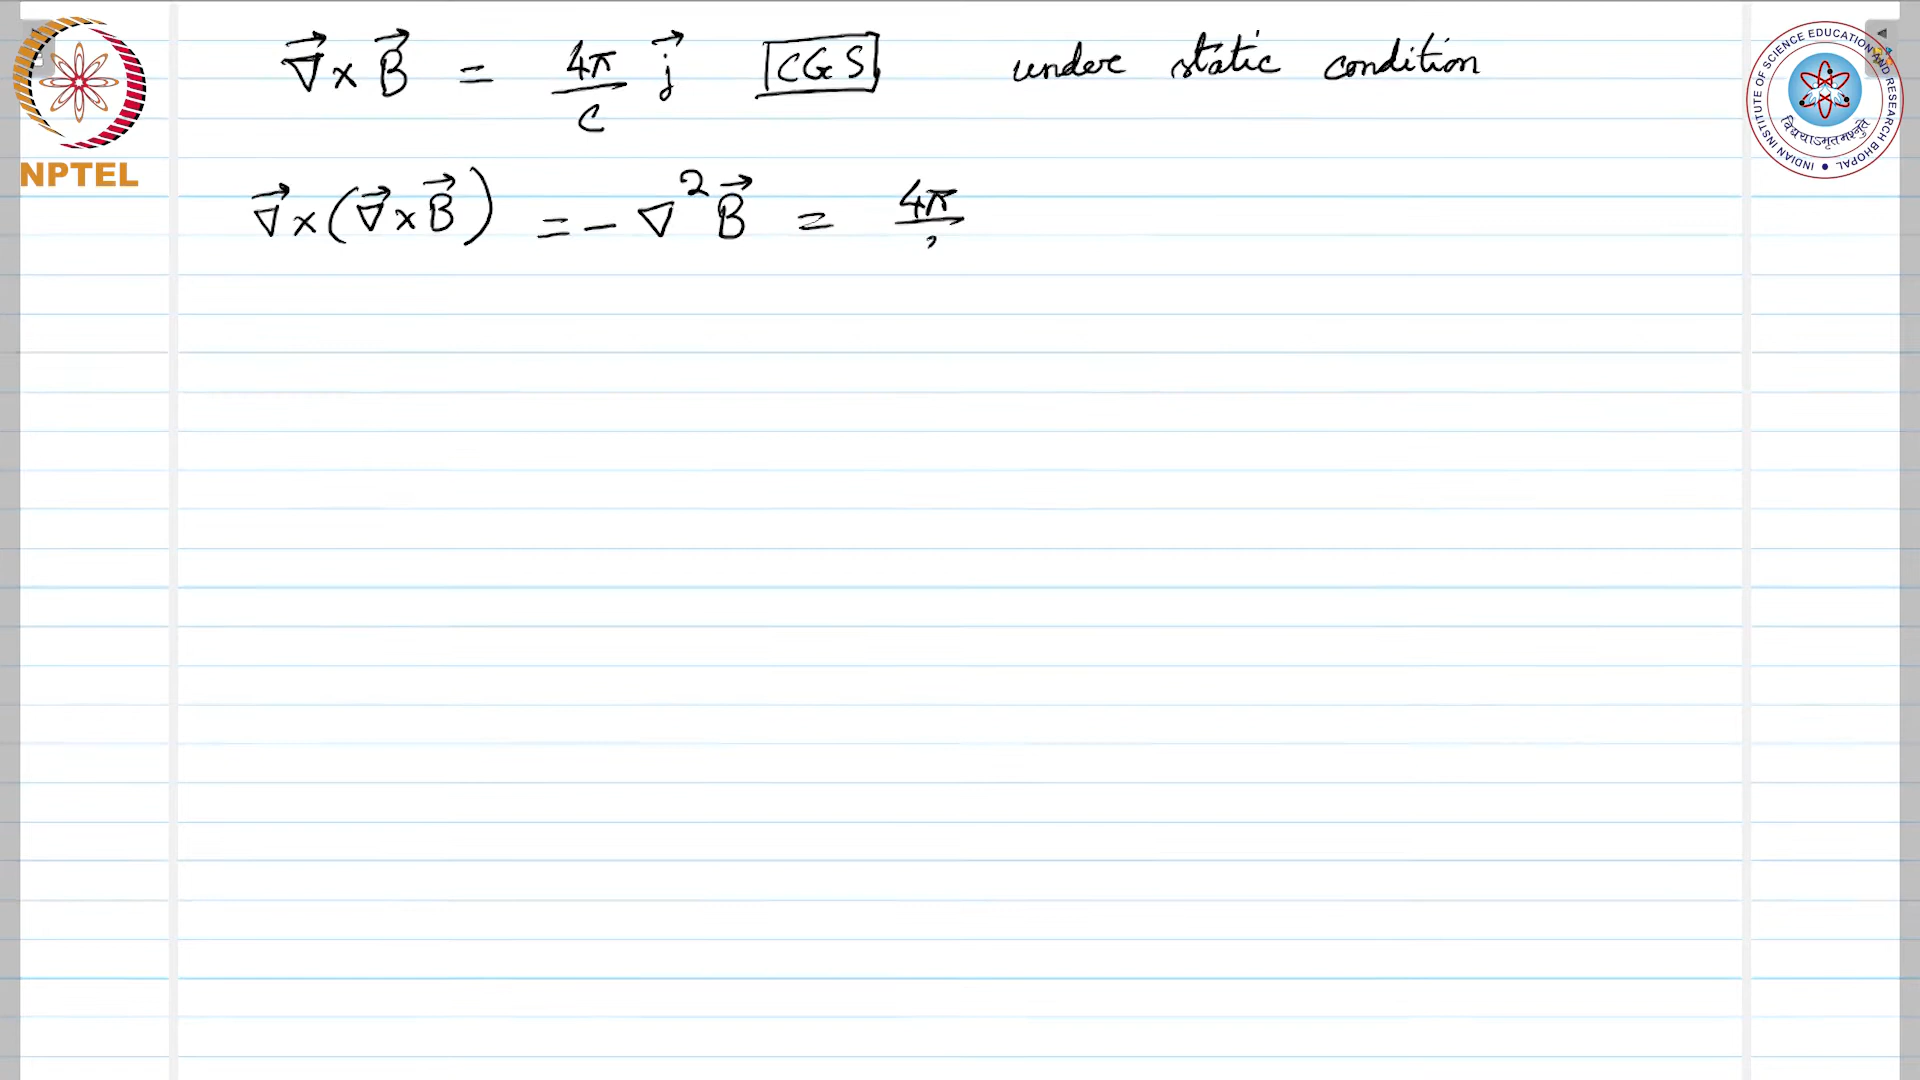 ∇⃗ × B⃗ = 4π/c j⃗ CGS under static condition
∇⃗ × (∇⃗ × B⃗) = − ∇² B⃗ = 4π/
NPTEL
INDIAN INSTITUTE OF SCIENCE EDUCATION AND RESEARCH BHOPAL